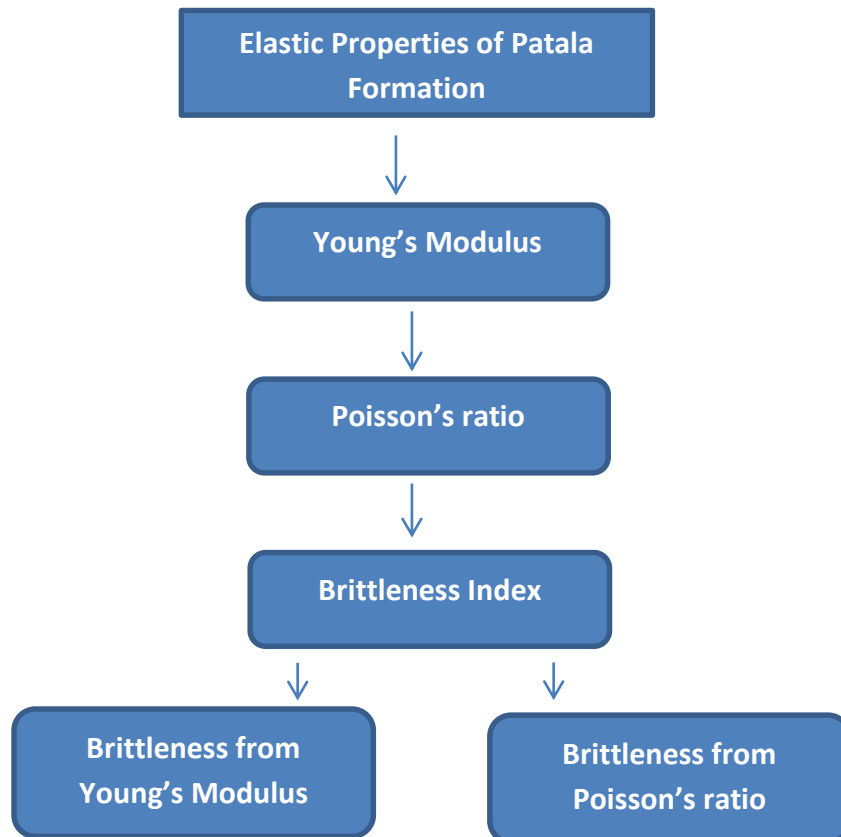 Elastic Properties of Patala
Formation
Young’s Modulus
Poisson’s ratio
Brittleness Index
Brittleness from
Young’s Modulus
Brittleness from
Poisson’s ratio